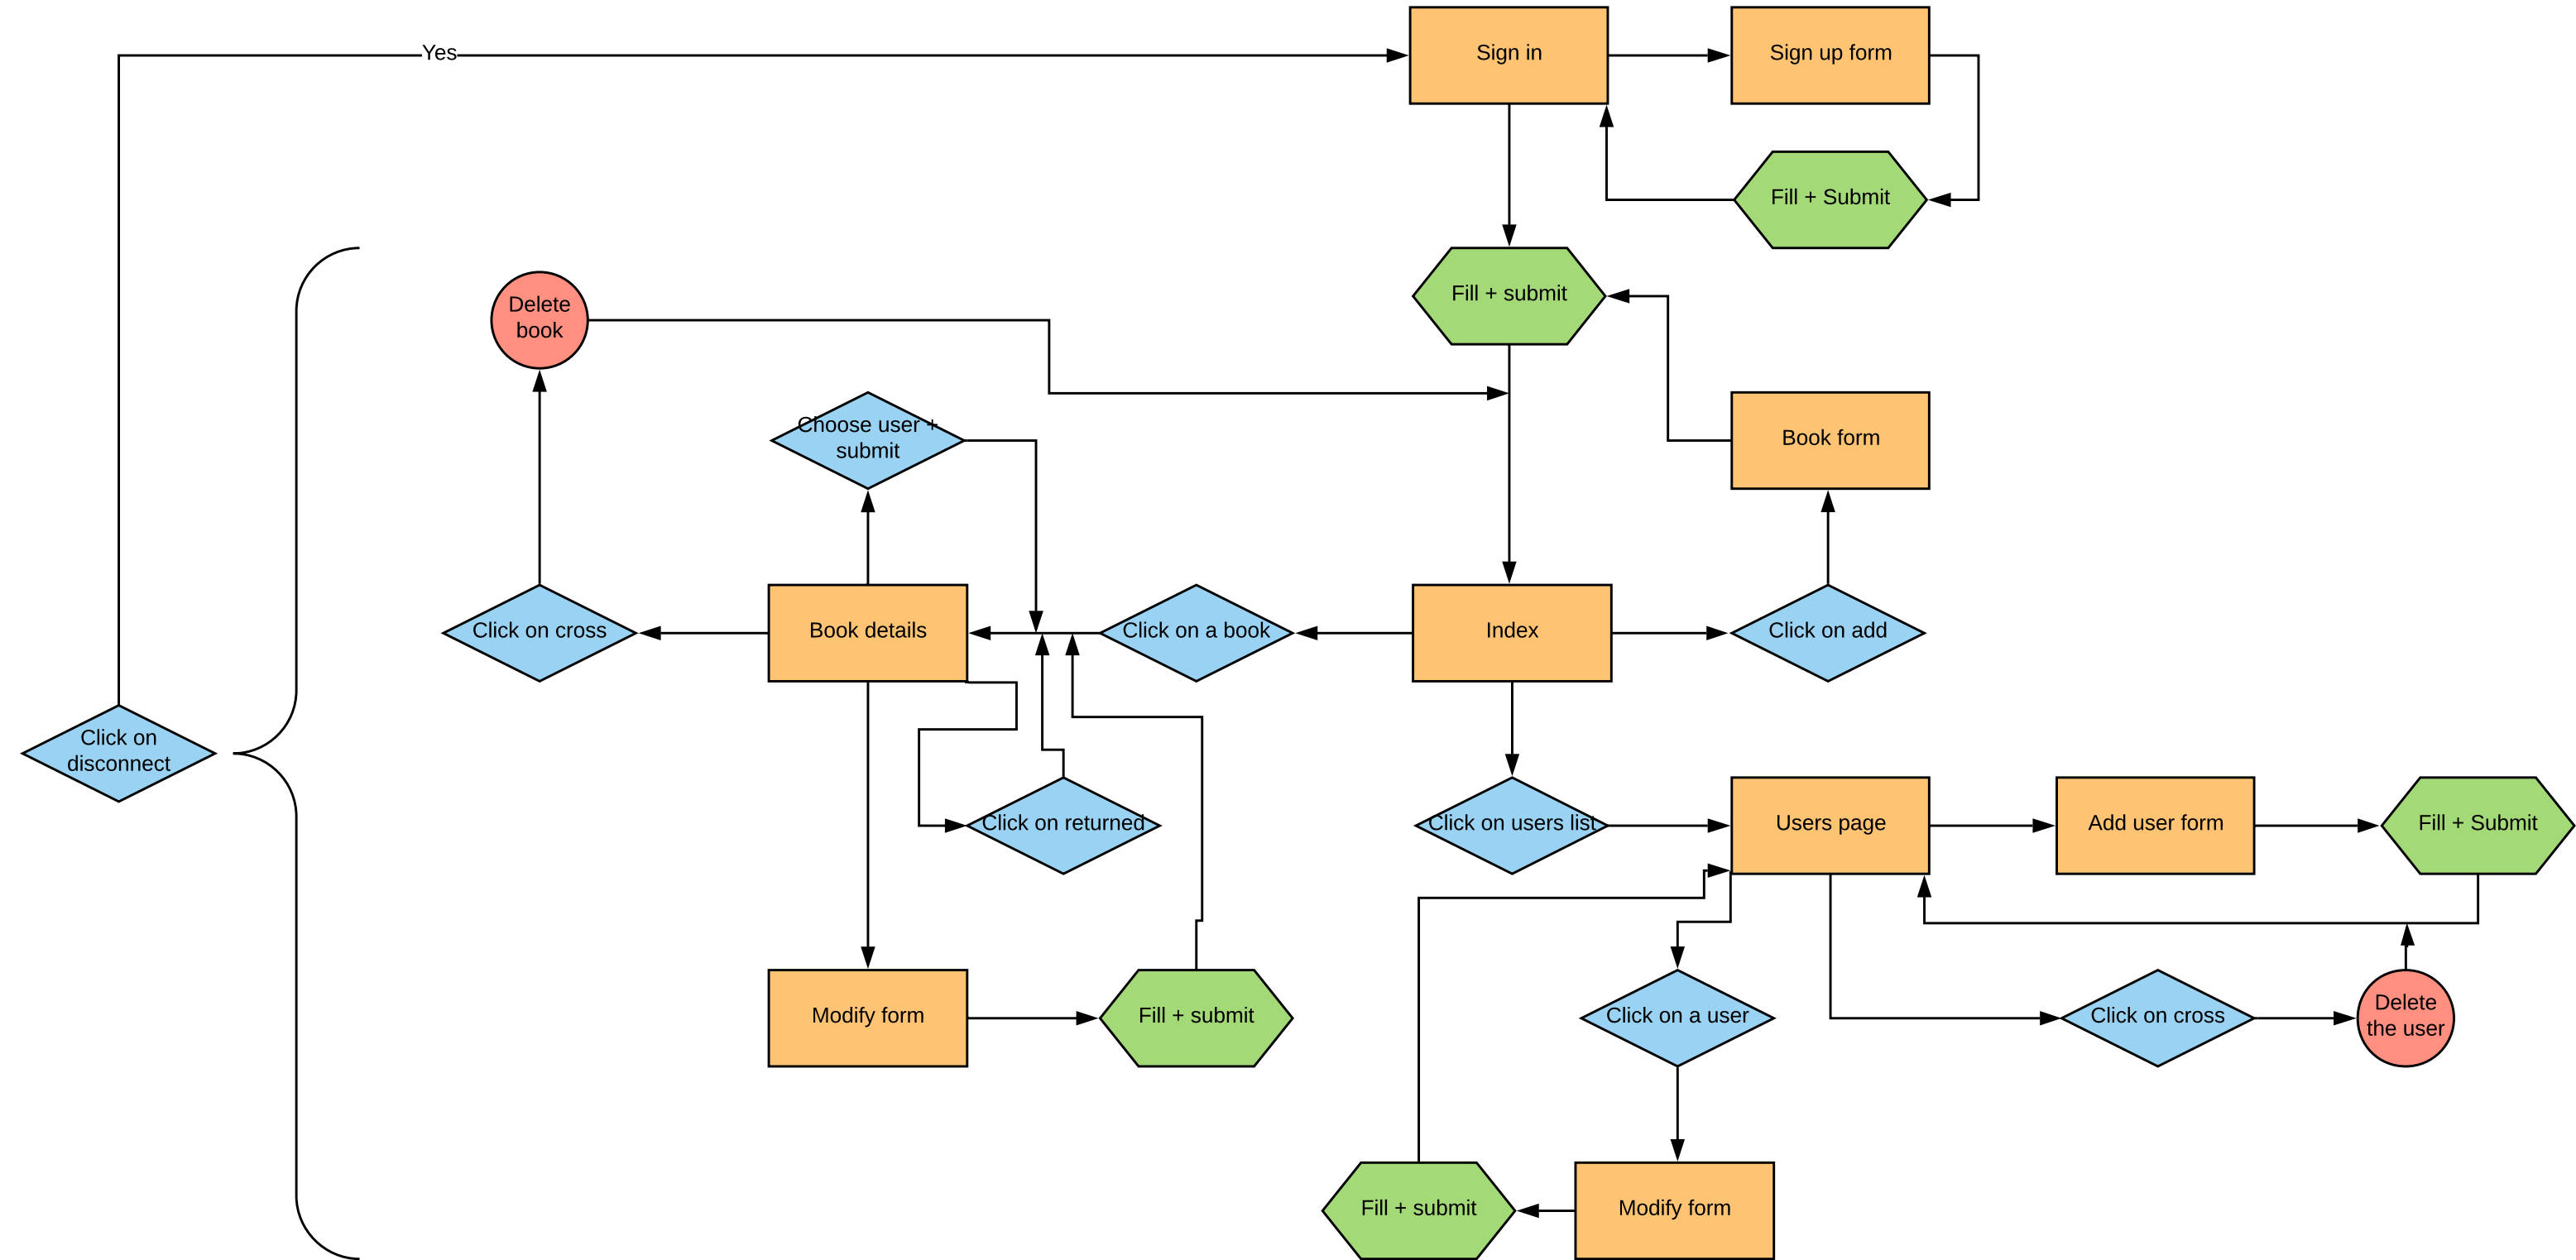 Yes
Sign in
Sign up form
Fill + Submit
Fill + submit
Delete
book
Choose user +
submit
Book form
Click on cross
Book details
Click on a book
Index
Click on add
Click on
disconnect
Click on returned
Click on users list
Users page
Add user form
Fill + Submit
Modify form
Fill + submit
Click on a user
Click on cross
Delete
the user
Fill + submit
Modify form